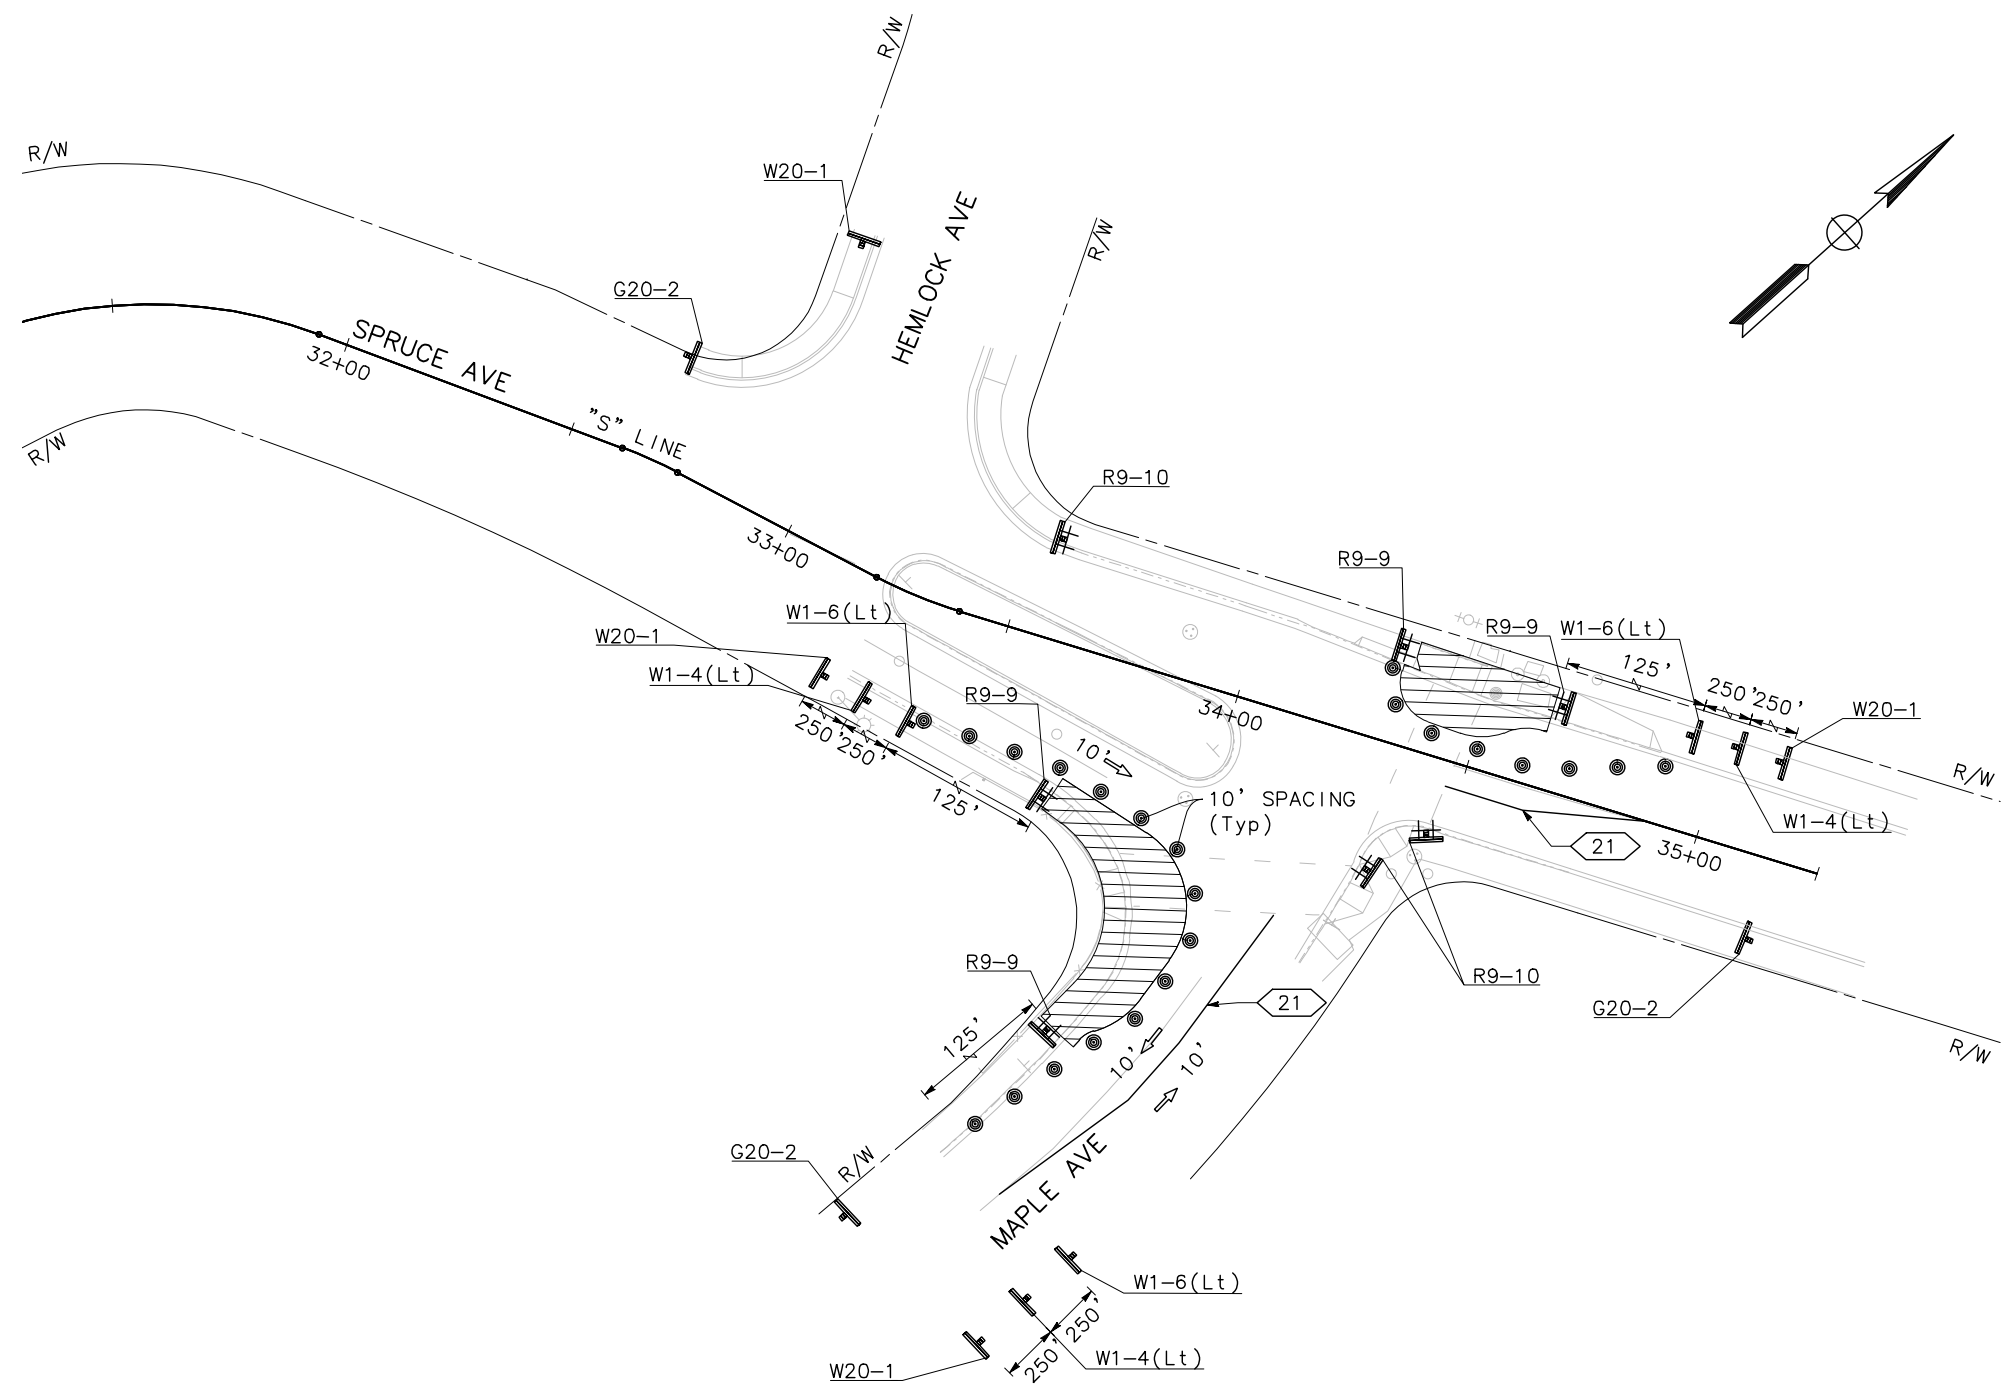 R/W
R/W
W20-1
HEMLOCK AVE
R/W
G20-2
SPRUCE AVE
32+00
"S" LINE
R/W
R9-10
33+00
R9-9
W1-6(Lt)
R9-9
W1-6(Lt)
W20-1
W1-4(Lt)
125'
250'
250'
W20-1
R9-9
34+00
250'
250'
125'
10'
10' SPACING
(Typ)
R/W
W1-4(Lt)
21
35+00
R9-9
R9-10
21
G20-2
R/W
125'
10'
10'
G20-2
R/W
MAPLE AVE
W1-6(Lt)
250'
250'
W1-4(Lt)
W20-1